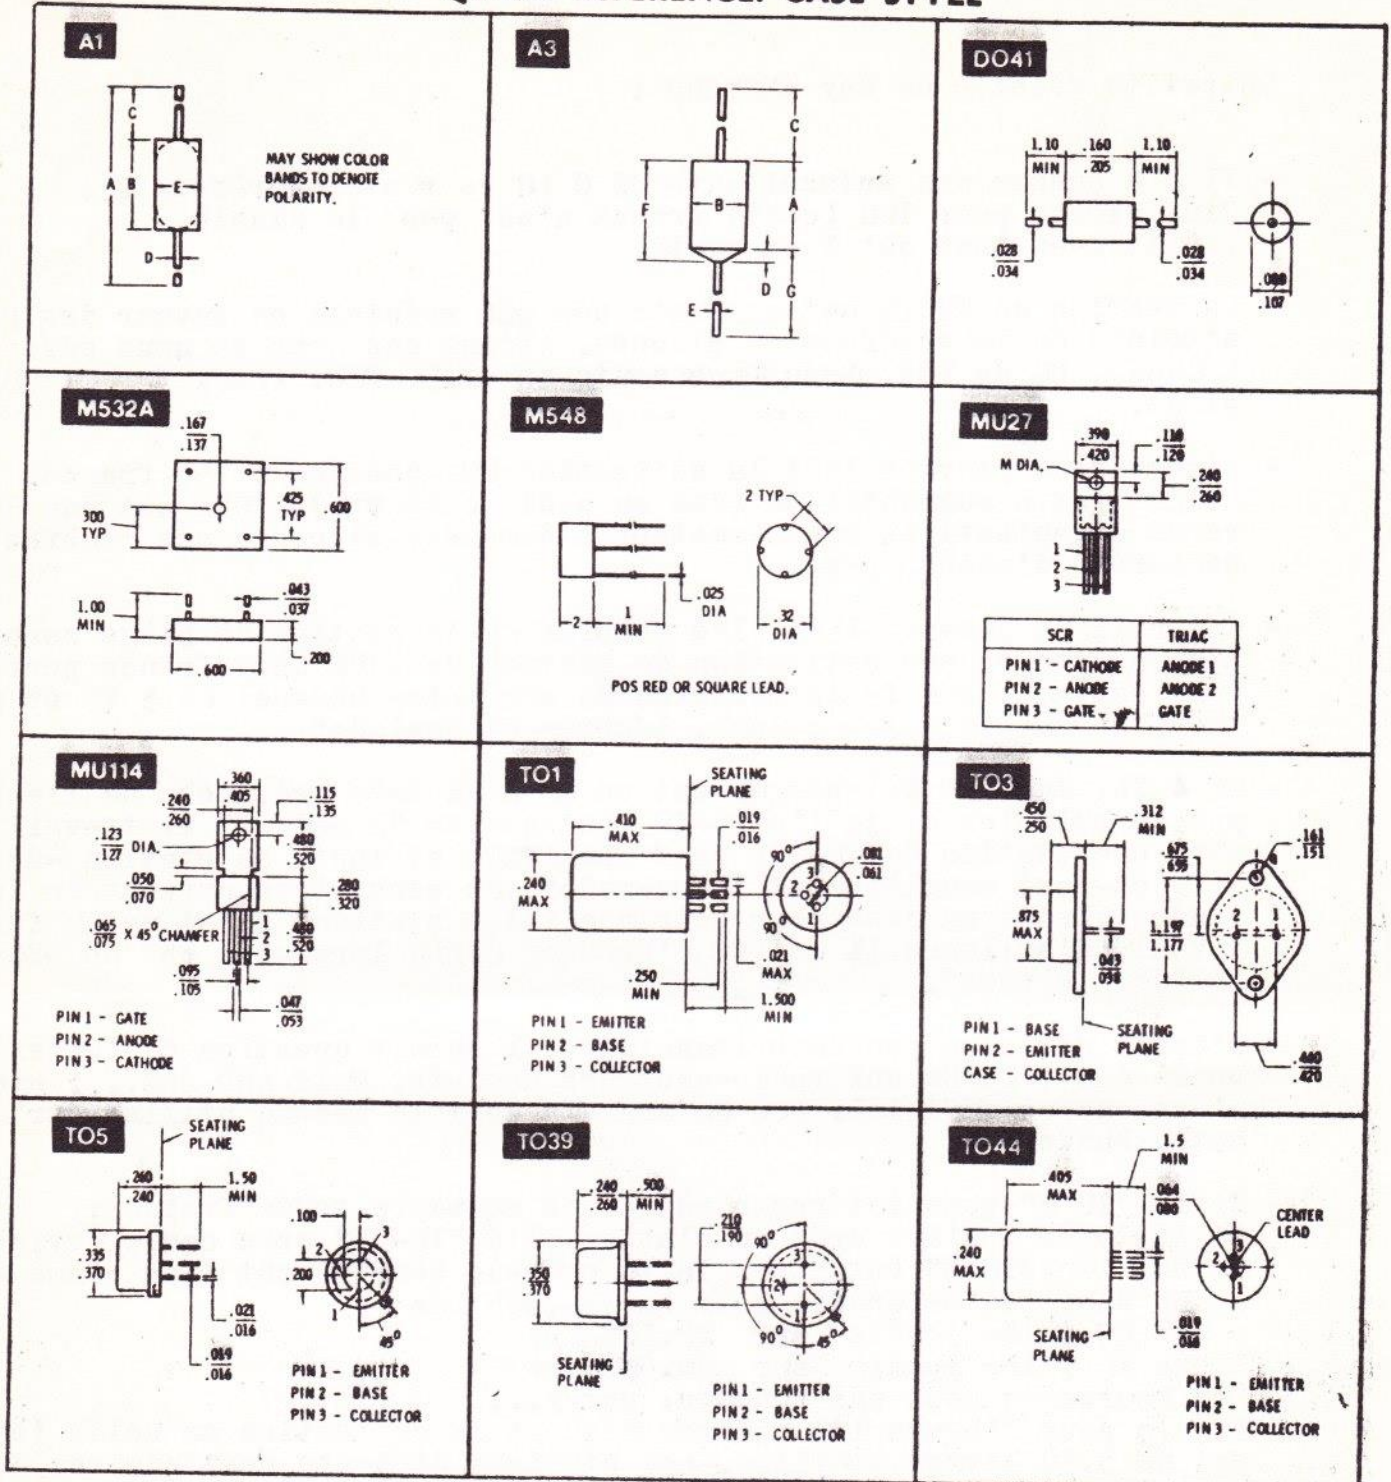 CASE STYLE
A1
C
A
B
E
D
MAY SHOW COLOR
BANDS TO DENOTE
POLARITY.
A3
C
F
B
A
D
G
E
DO41
1.10
MIN
.160
.205
1.10
MIN
.028
.034
.028
.034
.107
M532A
.167
.137
300
TYP
.425
TYP
.600
1.00
MIN
.043
.037
.200
.600
M548
2 TYP
.025
DIA
2
1
MIN
.32
DIA
POS RED OR SQUARE LEAD.
MU27
.390
.420
.110
.120
M DIA.
.240
.260
1
2
3
SCR TRIAC
PIN 1 - CATHODE ANODE 1
PIN 2 - ANODE ANODE 2
PIN 3 - GATE GATE
MU114
.360
.405
.240
.260
.115
.135
.123
.127 DIA.
.480
.520
.050
.070
.280
.320
.065
.075 X 45° CHAMFER
1
2
3
.480
.520
.095
.105
.047
.053
PIN 1 - GATE
PIN 2 - ANODE
PIN 3 - CATHODE
TO1
SEATING
PLANE
.410
MAX
.019
.016
.240
MAX
90°
3
2
1
90°
.081
.061
.021
MAX
.250
MIN
1.500
MIN
PIN 1 - EMITTER
PIN 2 - BASE
PIN 3 - COLLECTOR
TO3
.450
.250
.312
MIN
.161
.151
.675
.655
.875
MAX
1.197
1.177
2
1
.043
.038
SEATING
PLANE
.440
.420
PIN 1 - BASE
PIN 2 - EMITTER
CASE - COLLECTOR
TO5
SEATING
PLANE
.260
.240
1.50
MIN
.335
.370
.100
.200
3
2
1
45°
.021
.016
.019
.016
PIN 1 - EMITTER
PIN 2 - BASE
PIN 3 - COLLECTOR
TO39
.240
.260
.500
MIN
.210
.190
.350
.370
90°
3
2
1
90°
45°
SEATING
PLANE
PIN 1 - EMITTER
PIN 2 - BASE
PIN 3 - COLLECTOR
TO44
1.5
MIN
.405
MAX
.240
MAX
CENTER
LEAD
3
2
1
.019
.016
SEATING
PLANE
PIN 1 - EMITTER
PIN 2 - BASE
PIN 3 - COLLECTOR